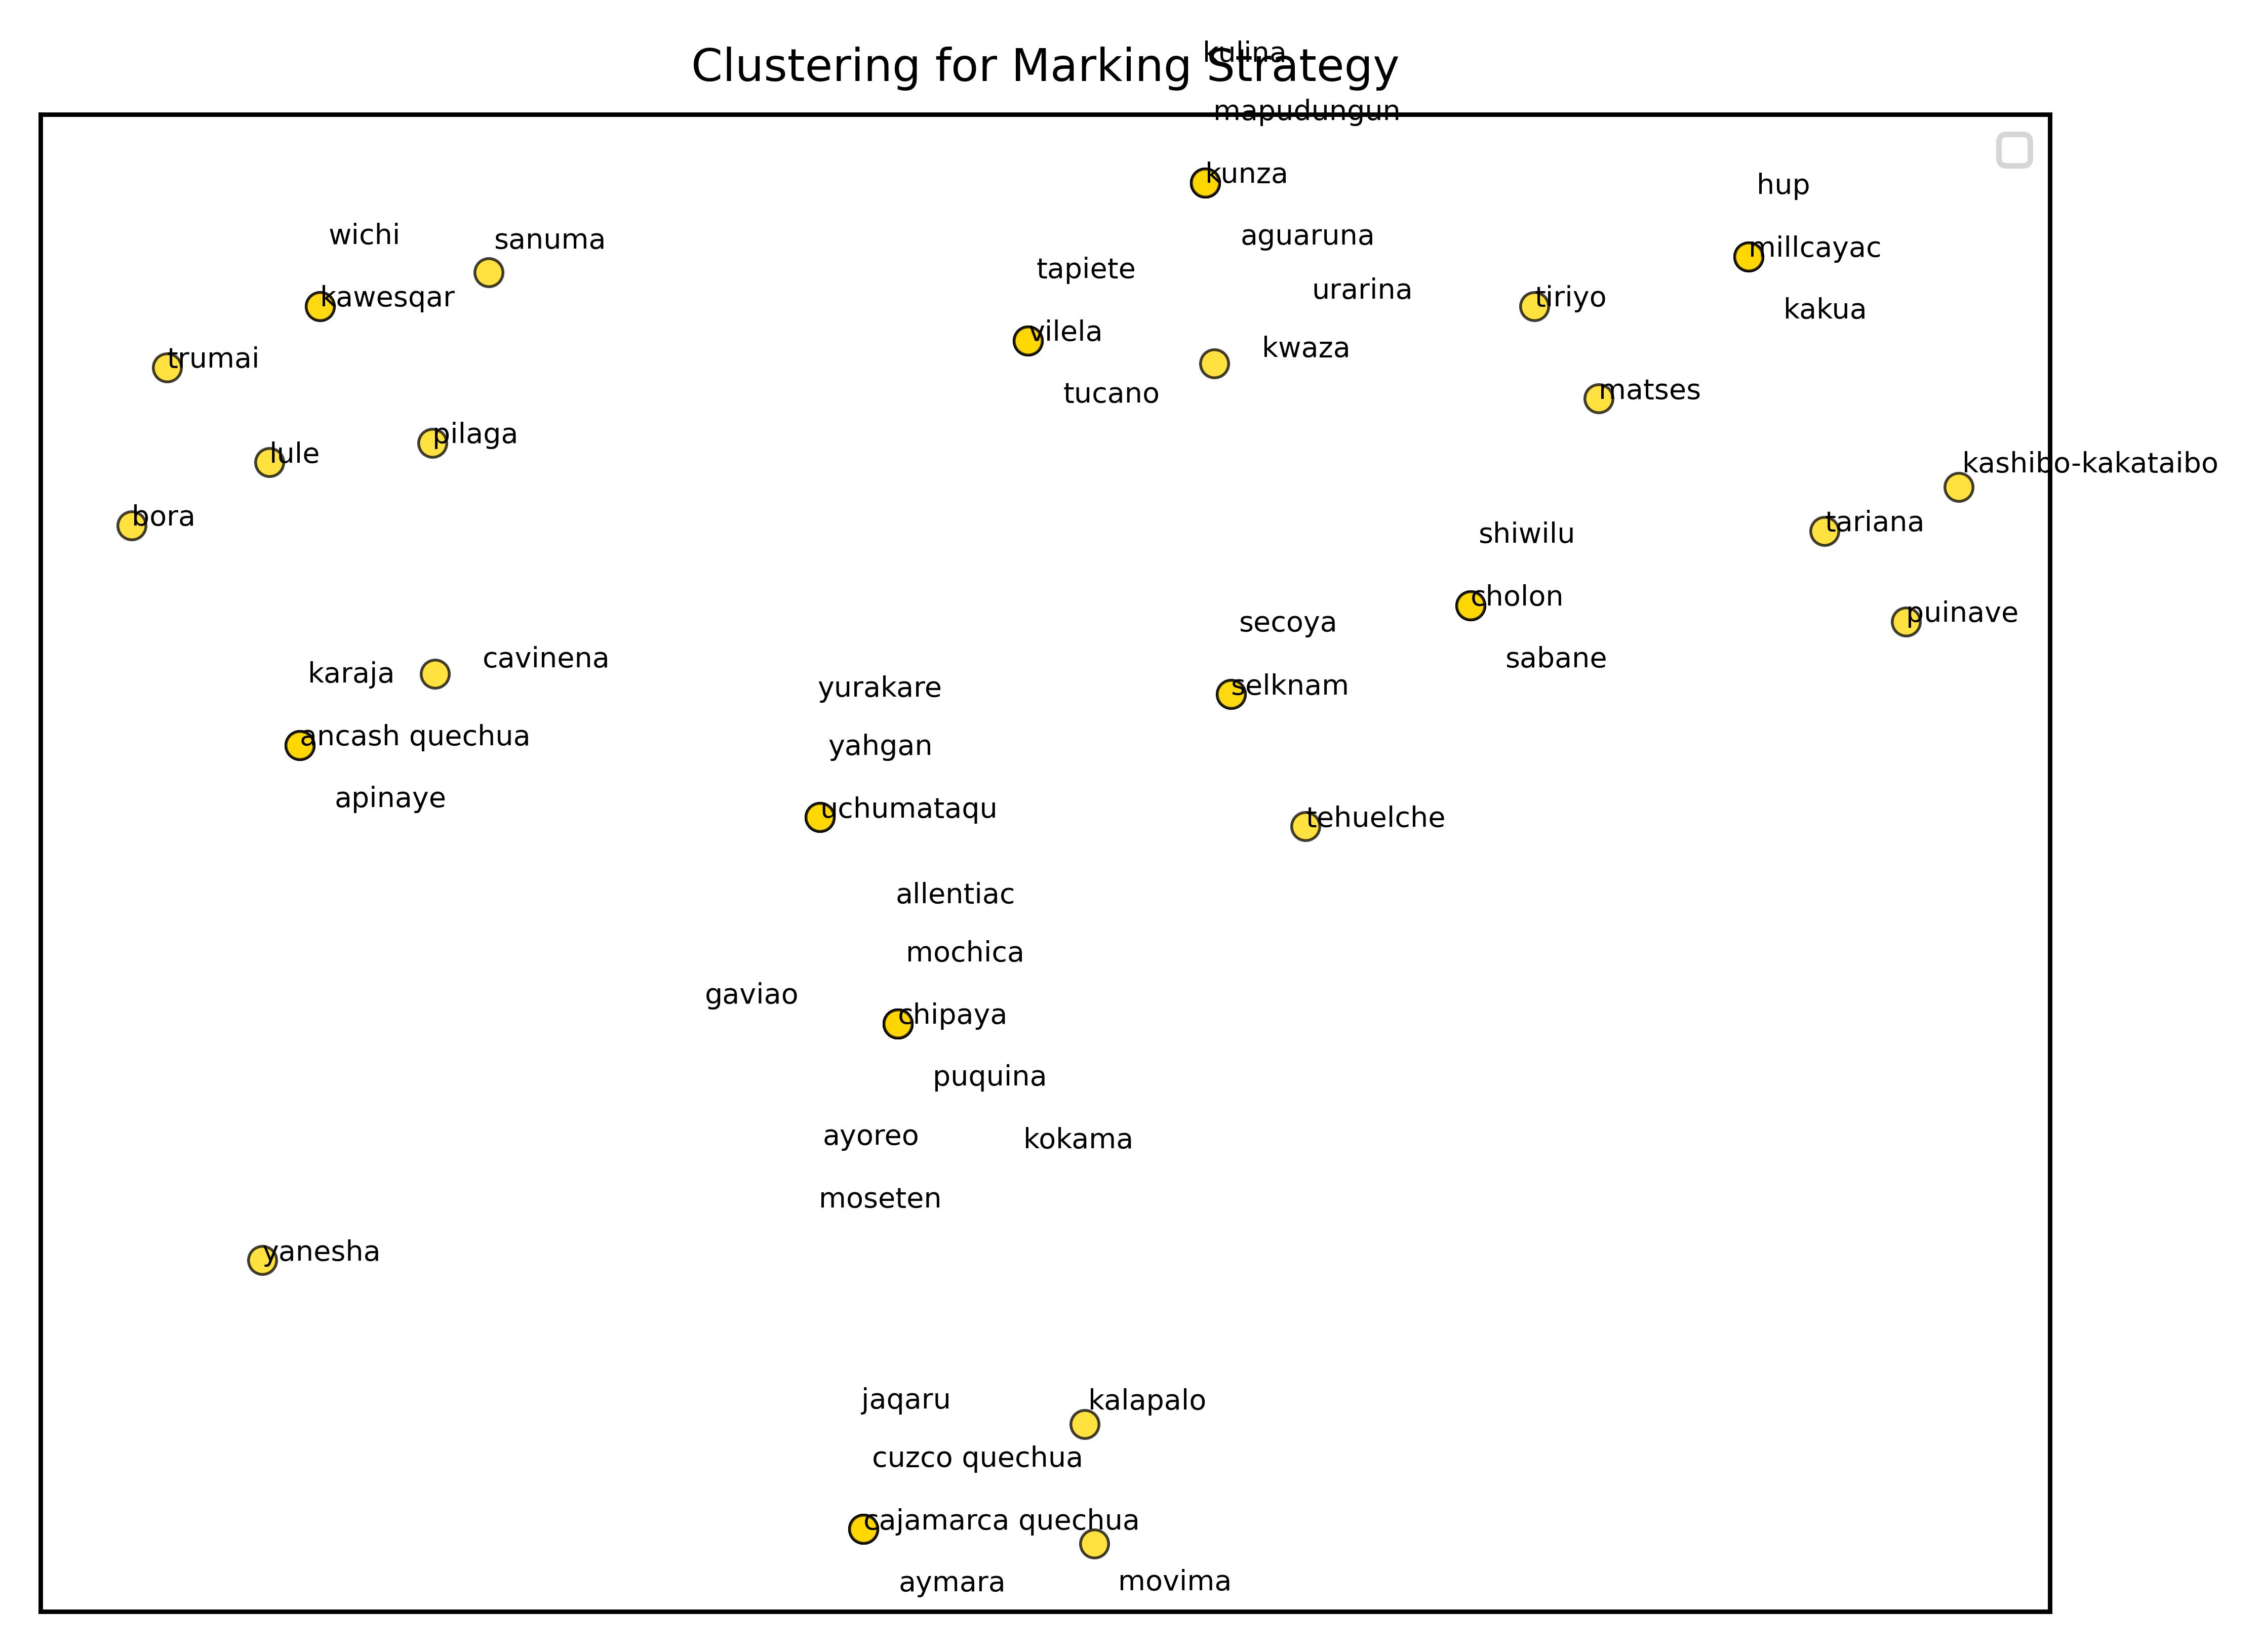 kulina
Clustering for Marking Strategy
mapudungun
kunza
hup
wichi
sanuma
aguaruna
millcayac
tapiete
urarina
kawesqar
tiriyo
kakua
vilela
kwaza
trumai
tucano
matses
pilaga
lule
kashibo-kakataibo
bora
tariana
shiwilu
cholon
puinave
secoya
cavinena
sabane
karaja
yurakare
selknam
ancash quechua
yahgan
apinaye
uchumataqu
tehuelche
allentiac
mochica
gaviao
chipaya
puquina
ayoreo
kokama
moseten
yanesha
jaqaru
kalapalo
cuzco quechua
cajamarca quechua
aymara
movima